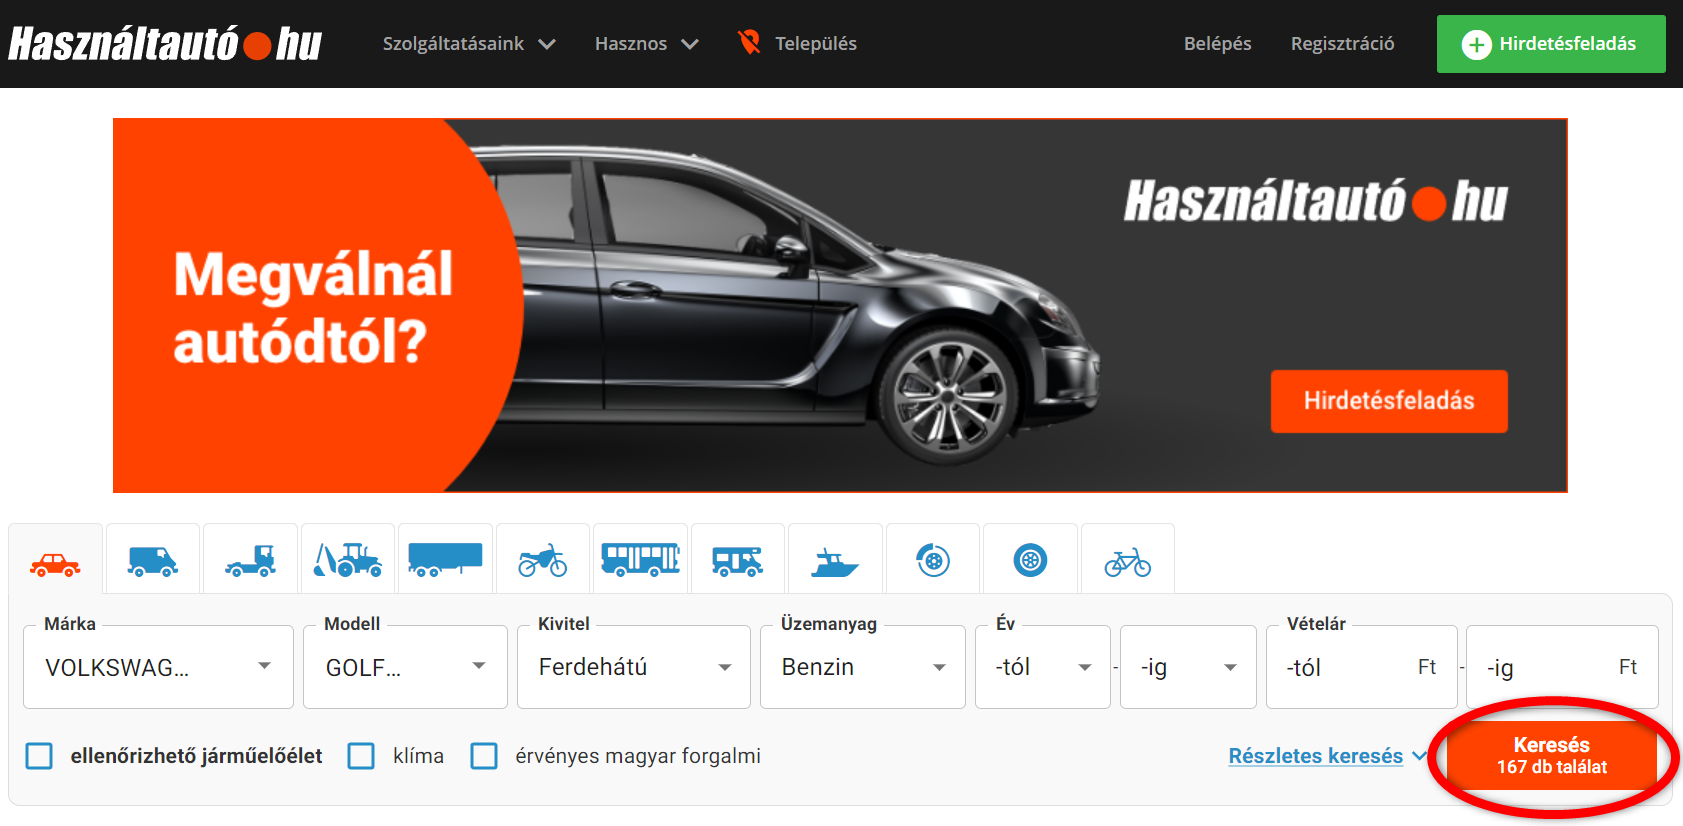 Használtautó hu
Szolgáltatásaink
Hasznos
Település
Belépés
Regisztráció
Hirdetésfeladás
Megválnál
autódtól?
Használtautó hu
Hirdetésfeladás
Márka
VOLKSWAG...
Modell
GOLF...
Kivitel
Ferdehátú
Üzemanyag
Benzin
Év
-tól
-
-ig
Vételár
-tól Ft
-
-ig Ft
ellenőrizhető járműelőélet
klíma
érvényes magyar forgalmi
Részletes keresés
Keresés
167 db találat